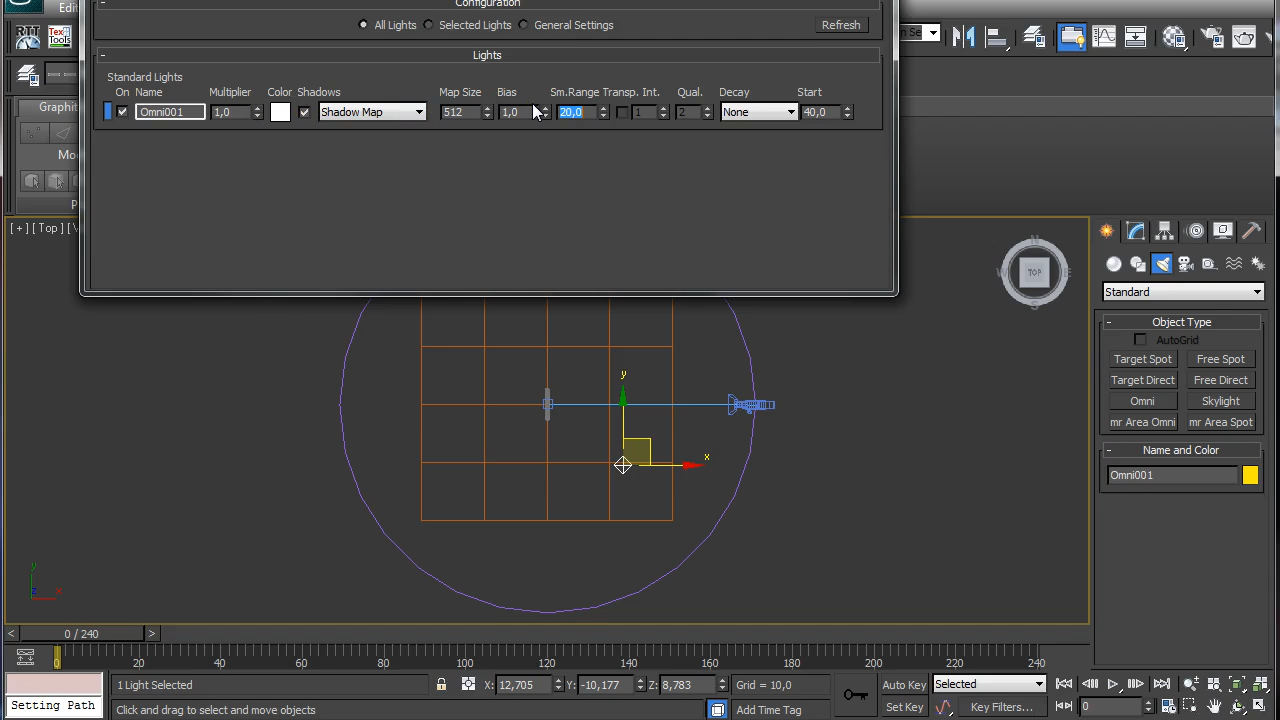 Edi
Configuration
All Lights Selected Lights General Settings Refresh
Lights
Standard Lights
On Name Multiplier Color Shadows Map Size Bias Sm.Range Transp. Int. Qual. Decay Start
Omni001 1,0 Shadow Map 512 1,0 20,0 1 2 None 40,0
RTT Tex Tools
Graphit
Mo
P
[ + ] [ Top ] [
TOP
Standard
Object Type
AutoGrid
Target Spot Free Spot
Target Direct Free Direct
Omni Skylight
mr Area Omni mr Area Spot
Name and Color
Omni001
y
x
y
z x
0 / 240
0 20 40 60 80 100 120 140 160 180 200 220 240
1 Light Selected X: 12,705 Y: -10,177 Z: 8,783 Grid = 10,0 Auto Key Selected
Setting Path Click and drag to select and move objects Add Time Tag Set Key Key Filters... 0